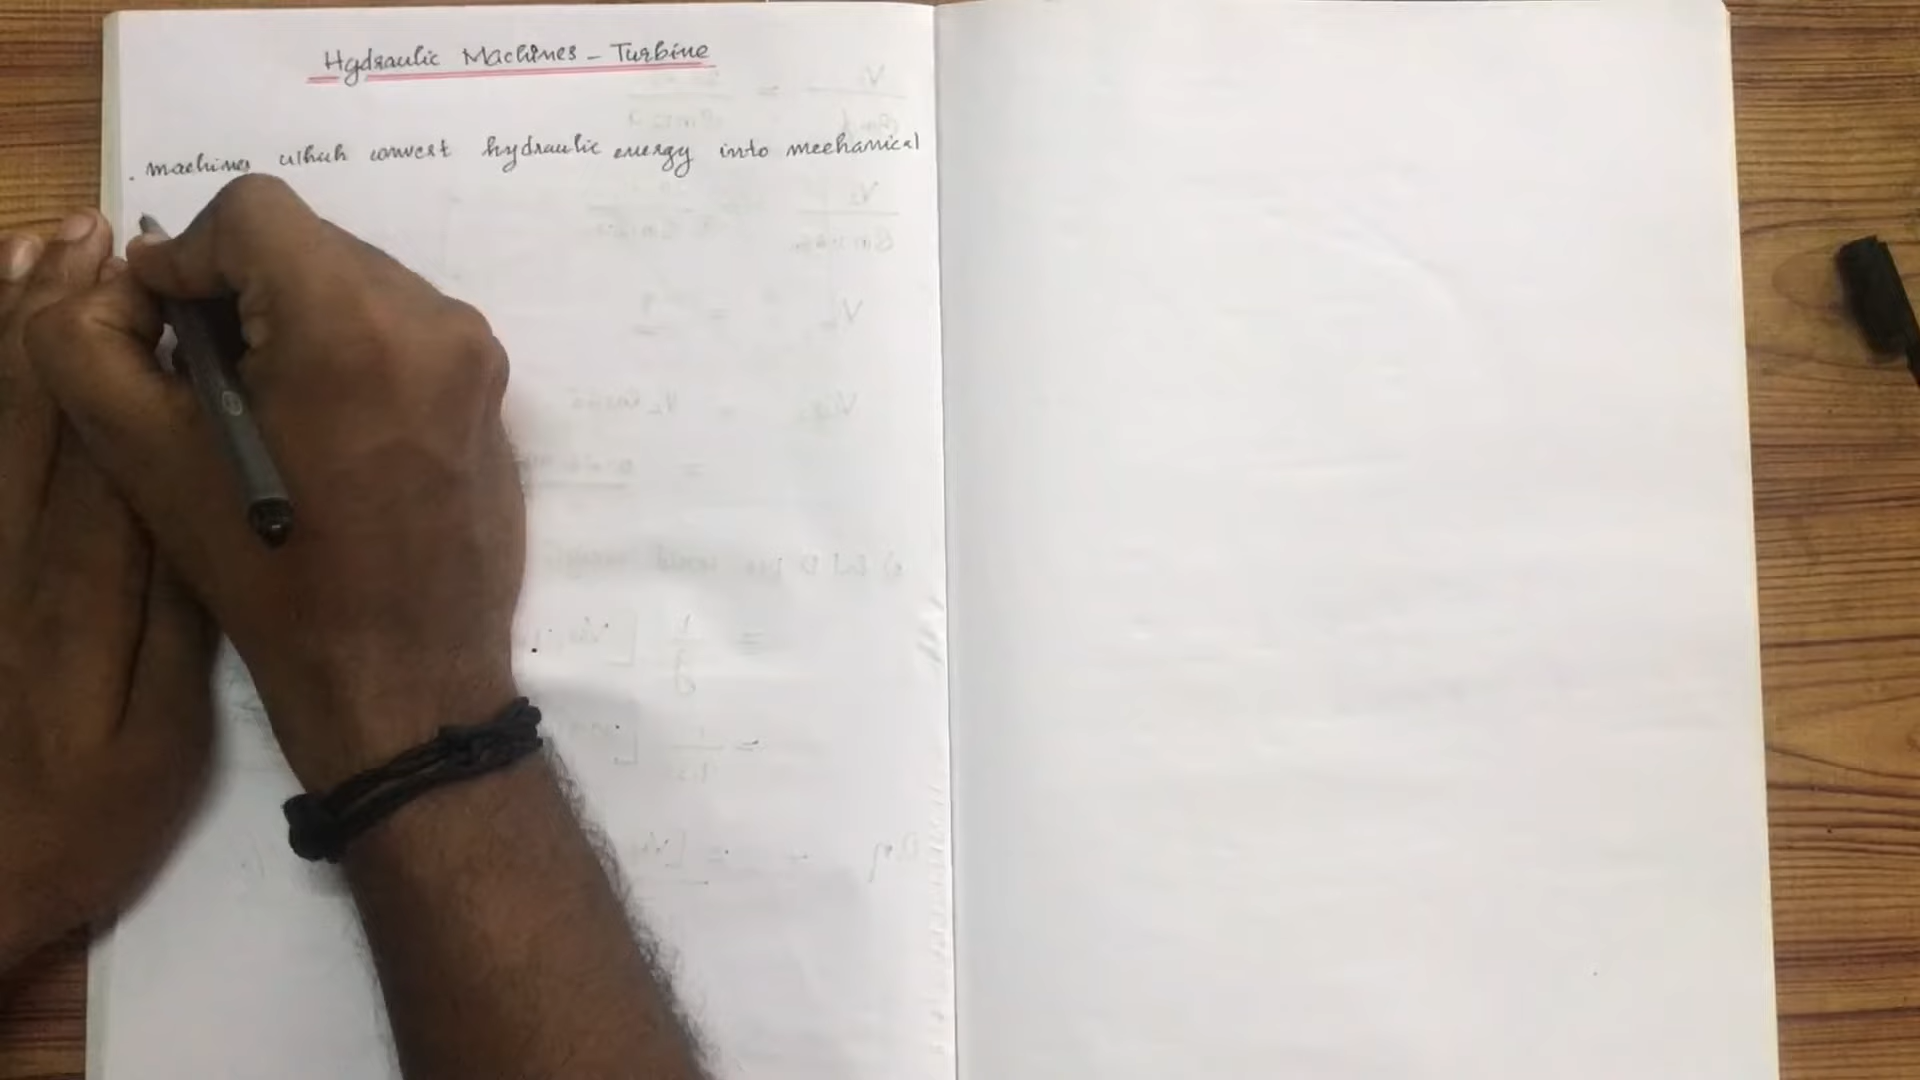 Hydraulic Machines - Turbine
. machines which convert hydraulic energy into mechanical